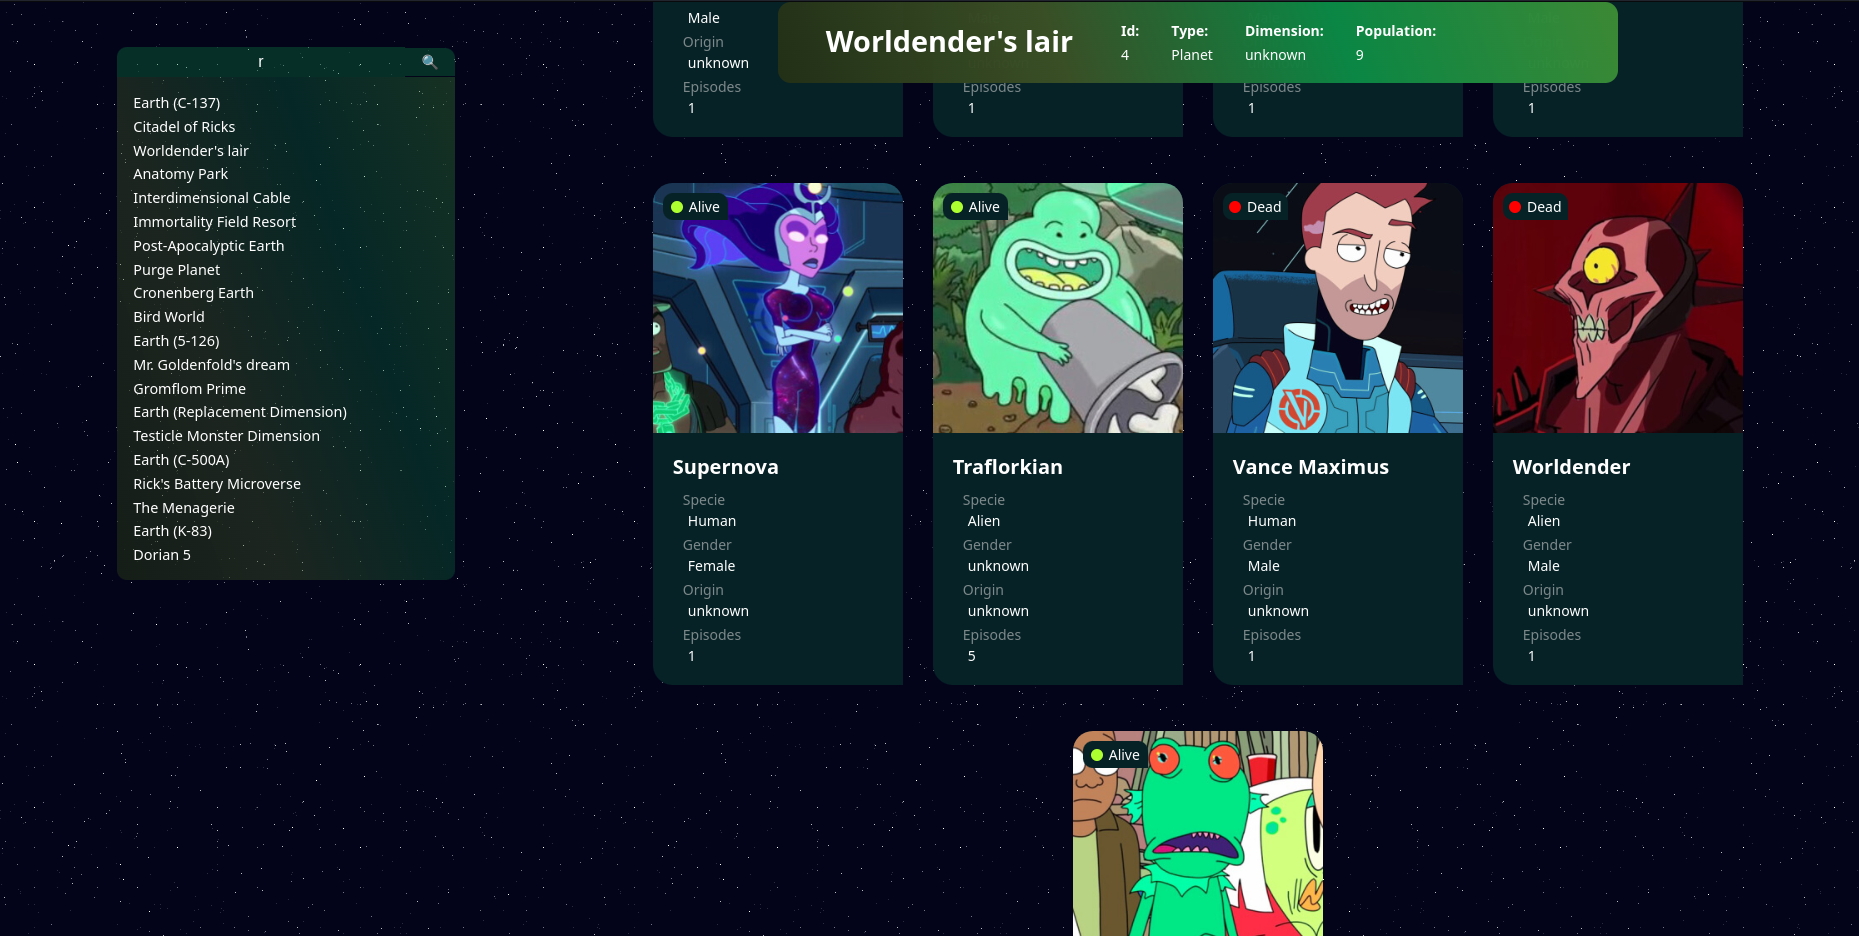 r
🔍
Earth (C-137)
Citadel of Ricks
Worldender's lair
Anatomy Park
Interdimensional Cable
Immortality Field Resort
Post-Apocalyptic Earth
Purge Planet
Cronenberg Earth
Bird World
Earth (5-126)
Mr. Goldenfold's dream
Gromflom Prime
Earth (Replacement Dimension)
Testicle Monster Dimension
Earth (C-500A)
Rick's Battery Microverse
The Menagerie
Earth (K-83)
Dorian 5
Worldender's lair
Id: Type: Dimension: Population:
4 Planet unknown 9
Male
Origin
unknown
Episodes Episodes Episodes Episodes
1 1 1 1
Alive
Supernova
Specie
Human
Gender
Female
Origin
unknown
Episodes
1
Alive
Traflorkian
Specie
Alien
Gender
unknown
Origin
unknown
Episodes
5
Dead
Vance Maximus
Specie
Human
Gender
Male
Origin
unknown
Episodes
1
Dead
Worldender
Specie
Alien
Gender
Male
Origin
unknown
Episodes
1
Alive